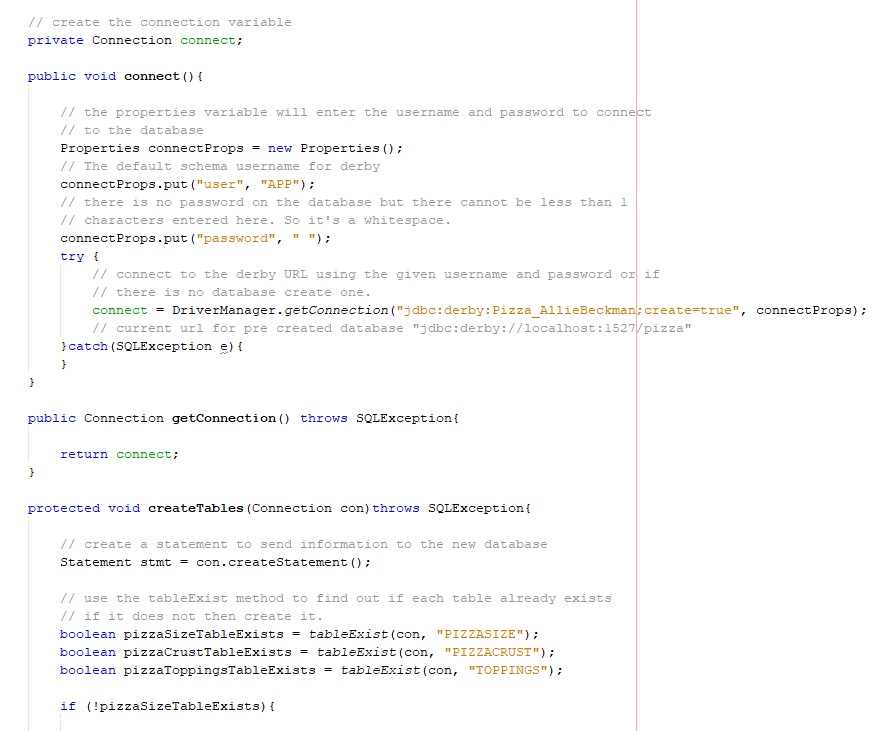 // create the connection variable
private Connection connect;
public void connect(){
// the properties variable will enter the username and password to connect
// to the database
Properties connectProps = new Properties();
// The default schema username for derby
connectProps.put("user", "APP");
// there is no password on the database but there cannot be less than 1
// characters entered here. So it's a whitespace.
connectProps.put("password", " ");
try {
// connect to the derby URL using the given username and password or if
// there is no database create one.
connect = DriverManager.getConnection("jdbc:derby:Pizza_AllieBeckman;create=true", connectProps);
// current url for pre created database "jdbc:derby://localhost:1527/pizza"
}catch(SQLException e){
}
}
public Connection getConnection() throws SQLException{
return connect;
}
protected void createTables(Connection con)throws SQLException{
// create a statement to send information to the new database
Statement stmt = con.createStatement();
// use the tableExist method to find out if each table already exists
// if it does not then create it.
boolean pizzaSizeTableExists = tableExist(con, "PIZZASIZE");
boolean pizzaCrustTableExists = tableExist(con, "PIZZACRUST");
boolean pizzaToppingsTableExists = tableExist(con, "TOPPINGS");
if (!pizzaSizeTableExists){